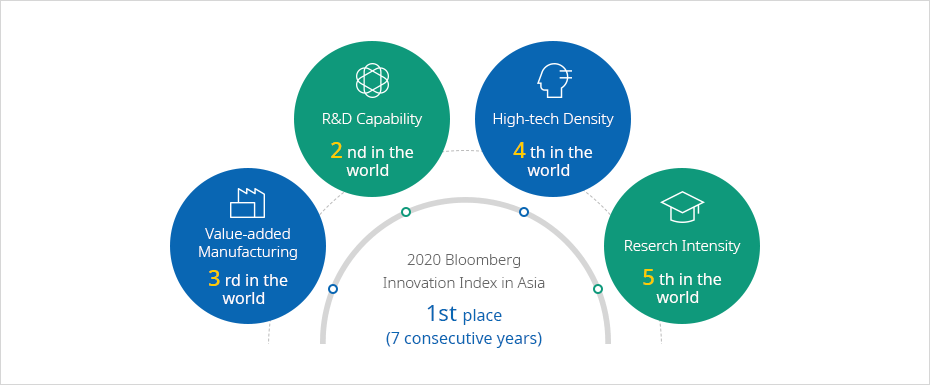 R&D Capability
2 nd in the
world
High-tech Density
4 th in the
world
Value-added
Manufacturing
3 rd in the
world
Reserch Intensity
5 th in the
world
2020 Bloomberg
Innovation Index in Asia
1st place
(7 consecutive years)